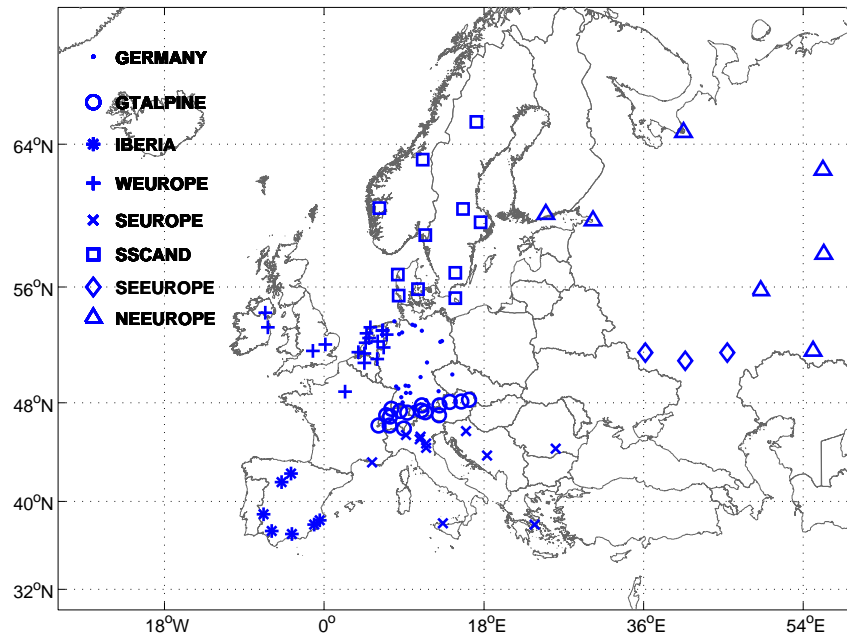 GERMANY
GTALPINE
IBERIA
WEUROPE
SEUROPE
SSCAND
SEEUROPE
NEEUROPE
64°N
56°N
48°N
40°N
32°N
18°W
0°
18°E
36°E
54°E